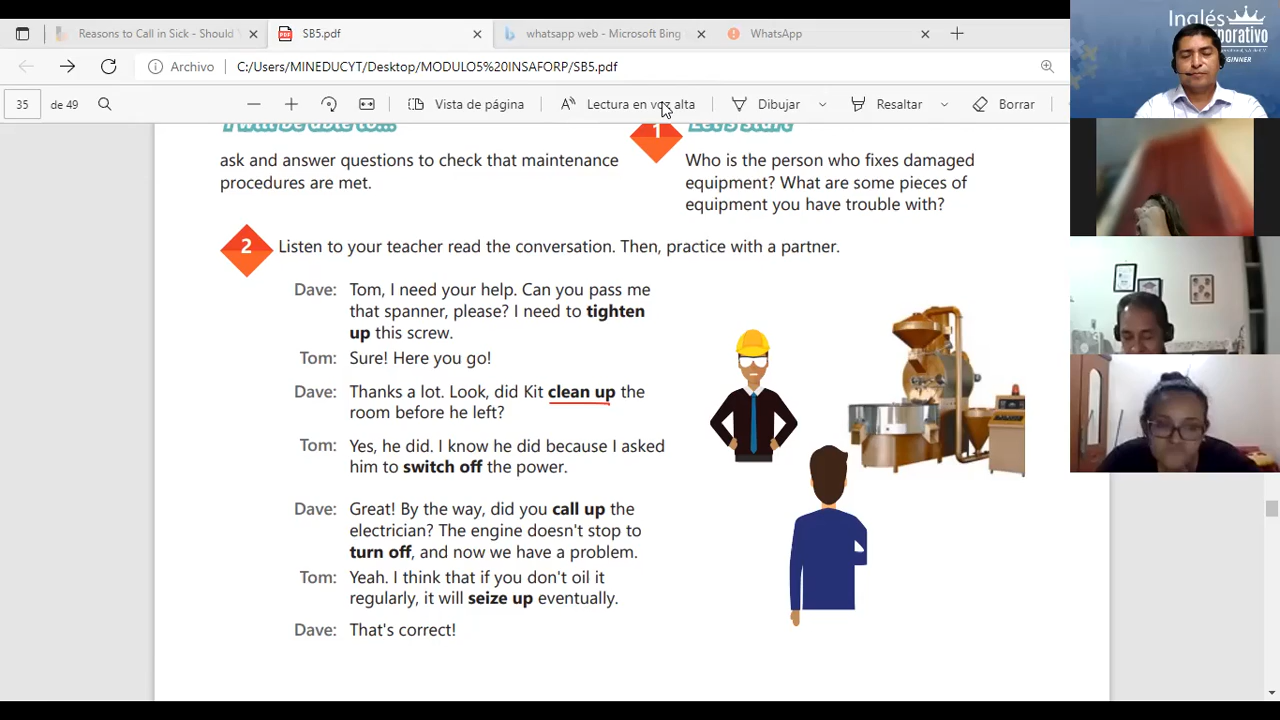 Reasons to Call in Sick - Should
SB5.pdf
whatsapp web - Microsoft Bing
WhatsApp
Archivo
C:/Users/MINEDUCYT/Desktop/MODULO5%20INSAFORP/SB5.pdf
35 de 49
Vista de página
Lectura en voz alta
Dibujar
Resaltar
Borrar
I will be able to...
1 Let's start
ask and answer questions to check that maintenance
procedures are met.
Who is the person who fixes damaged
equipment? What are some pieces of
equipment you have trouble with?
2 Listen to your teacher read the conversation. Then, practice with a partner.
Dave: Tom, I need your help. Can you pass me
that spanner, please? I need to tighten
up this screw.
Tom: Sure! Here you go!
Dave: Thanks a lot. Look, did Kit clean up the
room before he left?
Tom: Yes, he did. I know he did because I asked
him to switch off the power.
Dave: Great! By the way, did you call up the
electrician? The engine doesn't stop to
turn off, and now we have a problem.
Tom: Yeah. I think that if you don't oil it
regularly, it will seize up eventually.
Dave: That's correct!
Inglés